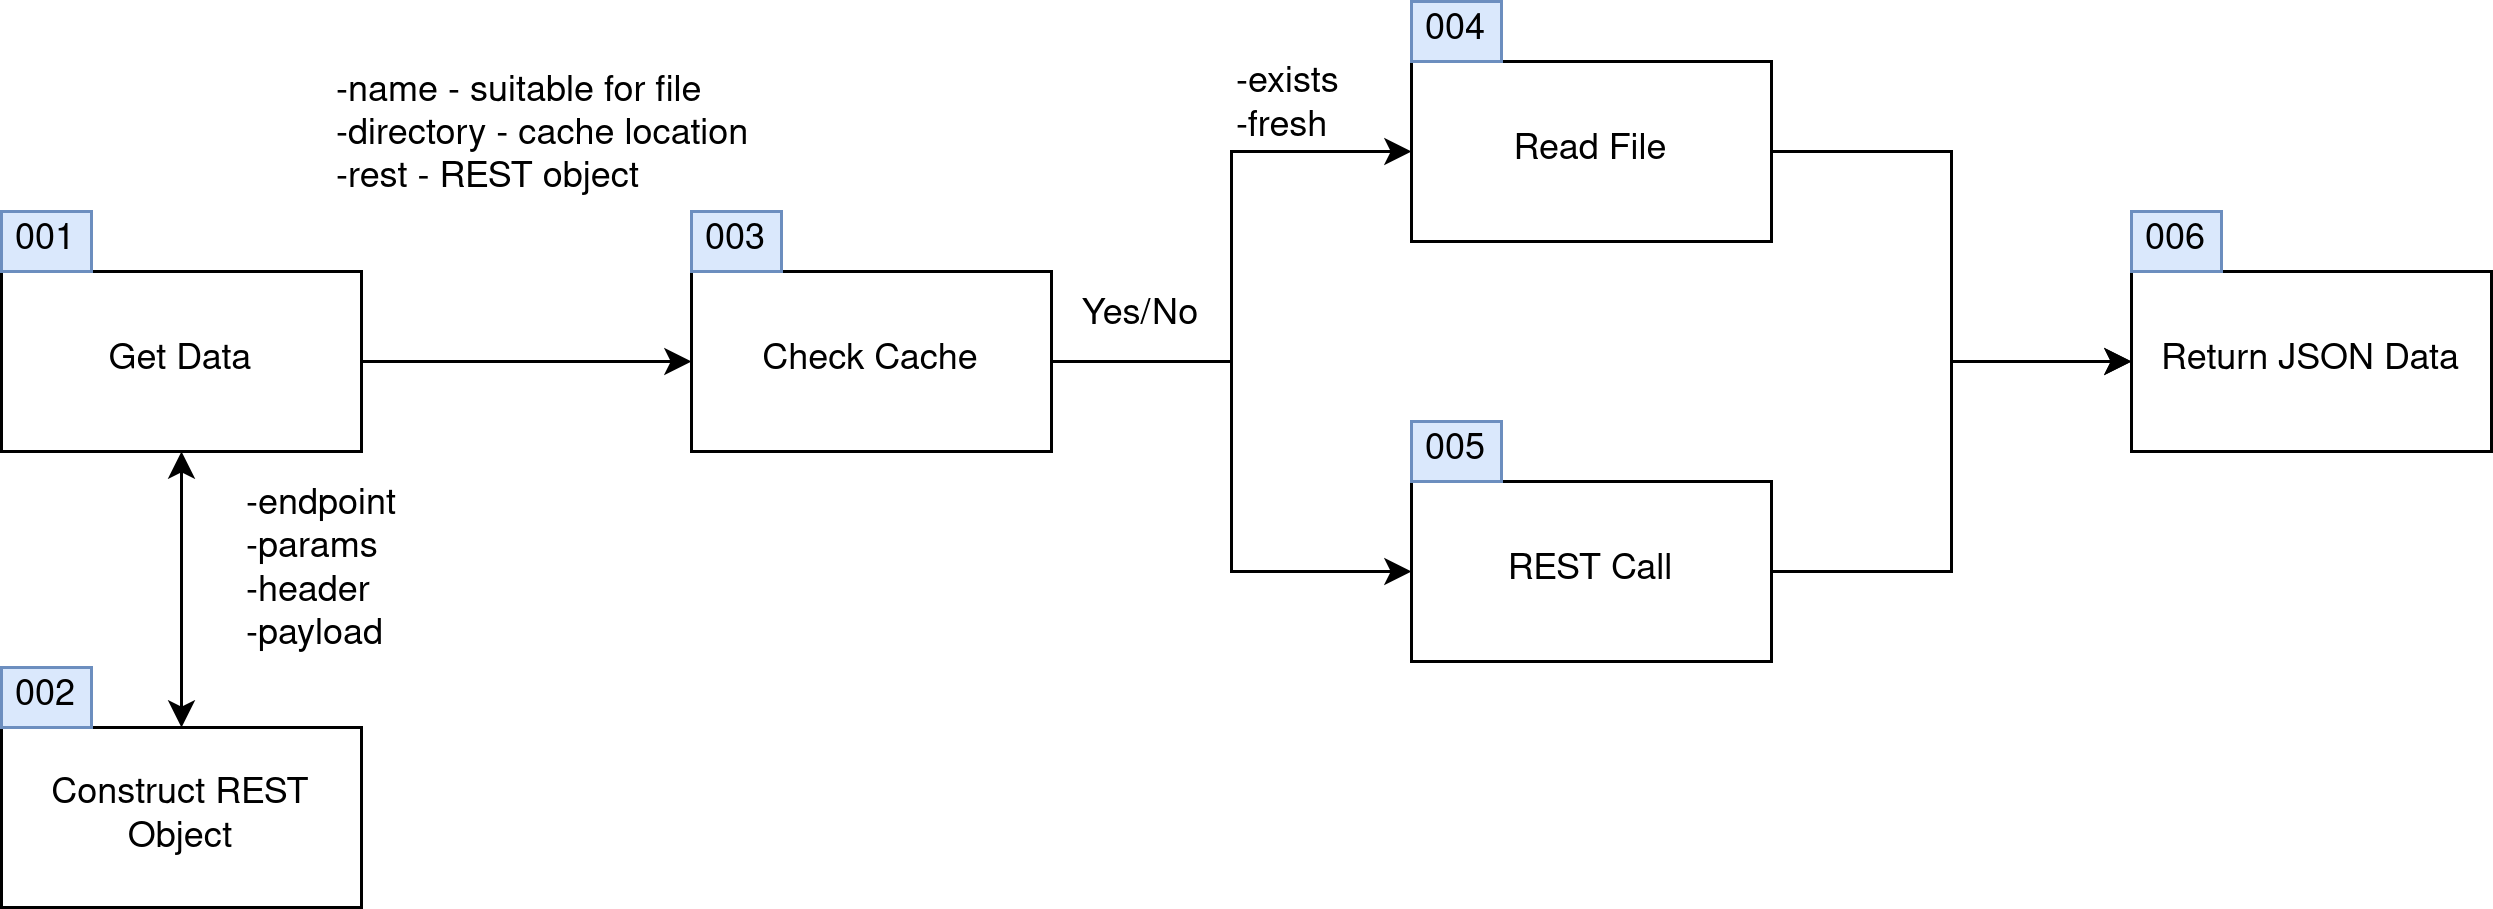 004
-exists
-fresh
Read File
-name - suitable for file
-directory - cache location
-rest - REST object
001
003
006
Get Data
Check Cache
Yes/No
Return JSON Data
005
REST Call
-endpoint
-params
-header
-payload
002
Construct REST
Object